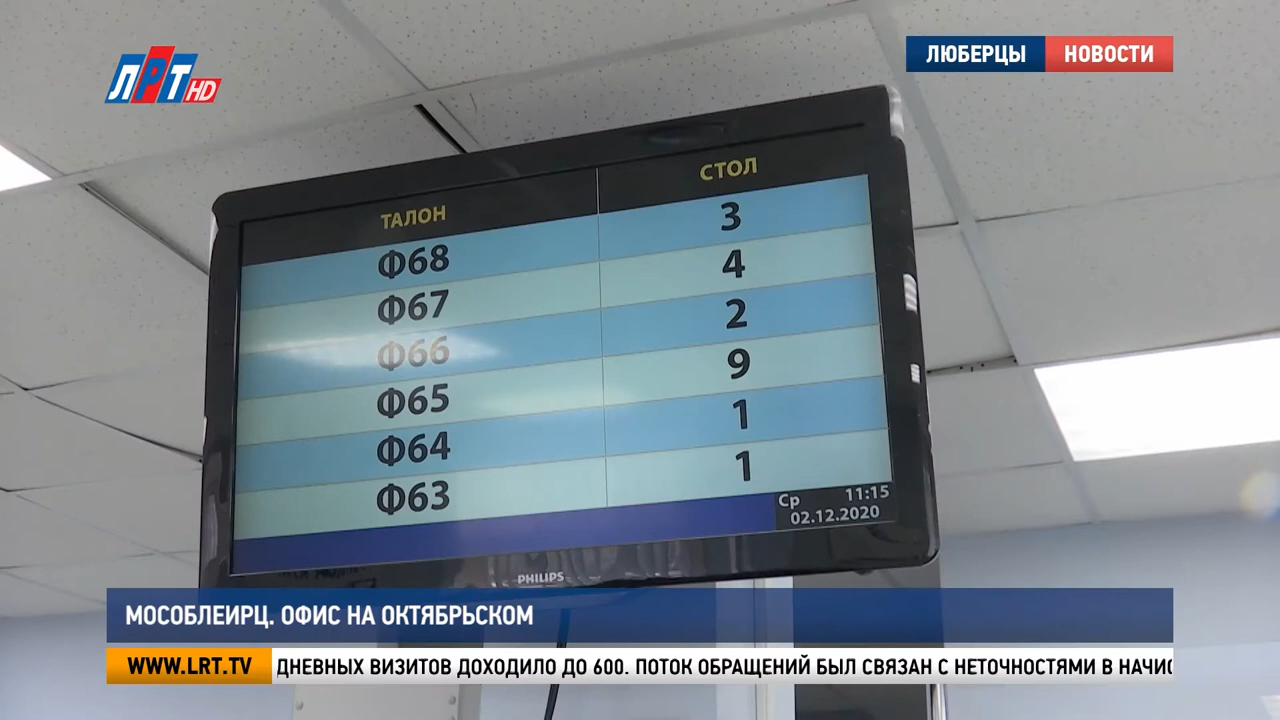 ЛРТ HD
ЛЮБЕРЦЫ НОВОСТИ
ТАЛОН СТОЛ
Ф68 3
Ф67 4
Ф66 2
Ф65 9
Ф64 1
Ф63 1
Ср 11:15
02.12.2020
PHILIPS
МОСОБЛЕИРЦ. ОФИС НА ОКТЯБРЬСКОМ
WWW.LRT.TV ДНЕВНЫХ ВИЗИТОВ ДОХОДИЛО ДО 600. ПОТОК ОБРАЩЕНИЙ БЫЛ СВЯЗАН С НЕТОЧНОСТЯМИ В НАЧИС